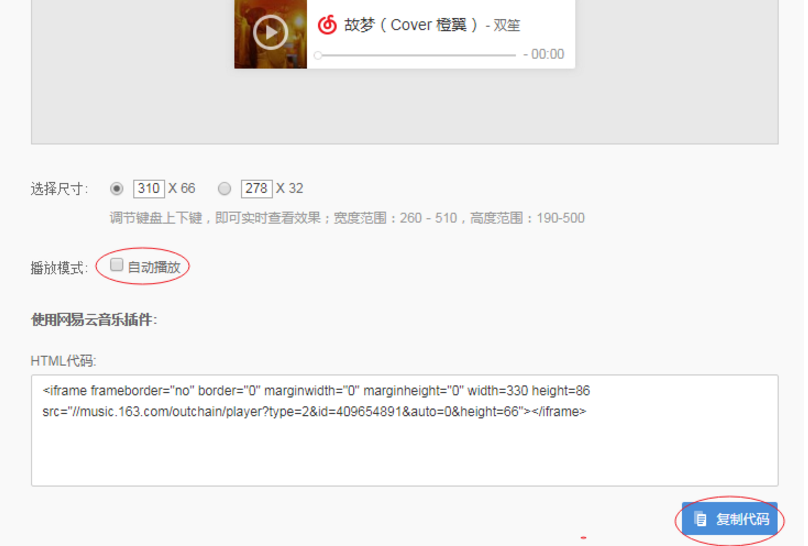 故梦（Cover 橙翼） - 双笙
- 00:00
选择尺寸： 310 X 66 278 X 32
调节键盘上下键，即可实时查看效果；宽度范围：260 - 510，高度范围：190-500
播放模式： 自动播放
使用网易云音乐插件：
HTML代码:
<iframe frameborder="no" border="0" marginwidth="0" marginheight="0" width=330 height=86
src="//music.163.com/outchain/player?type=2&id=409654891&auto=0&height=66"></iframe>
复制代码